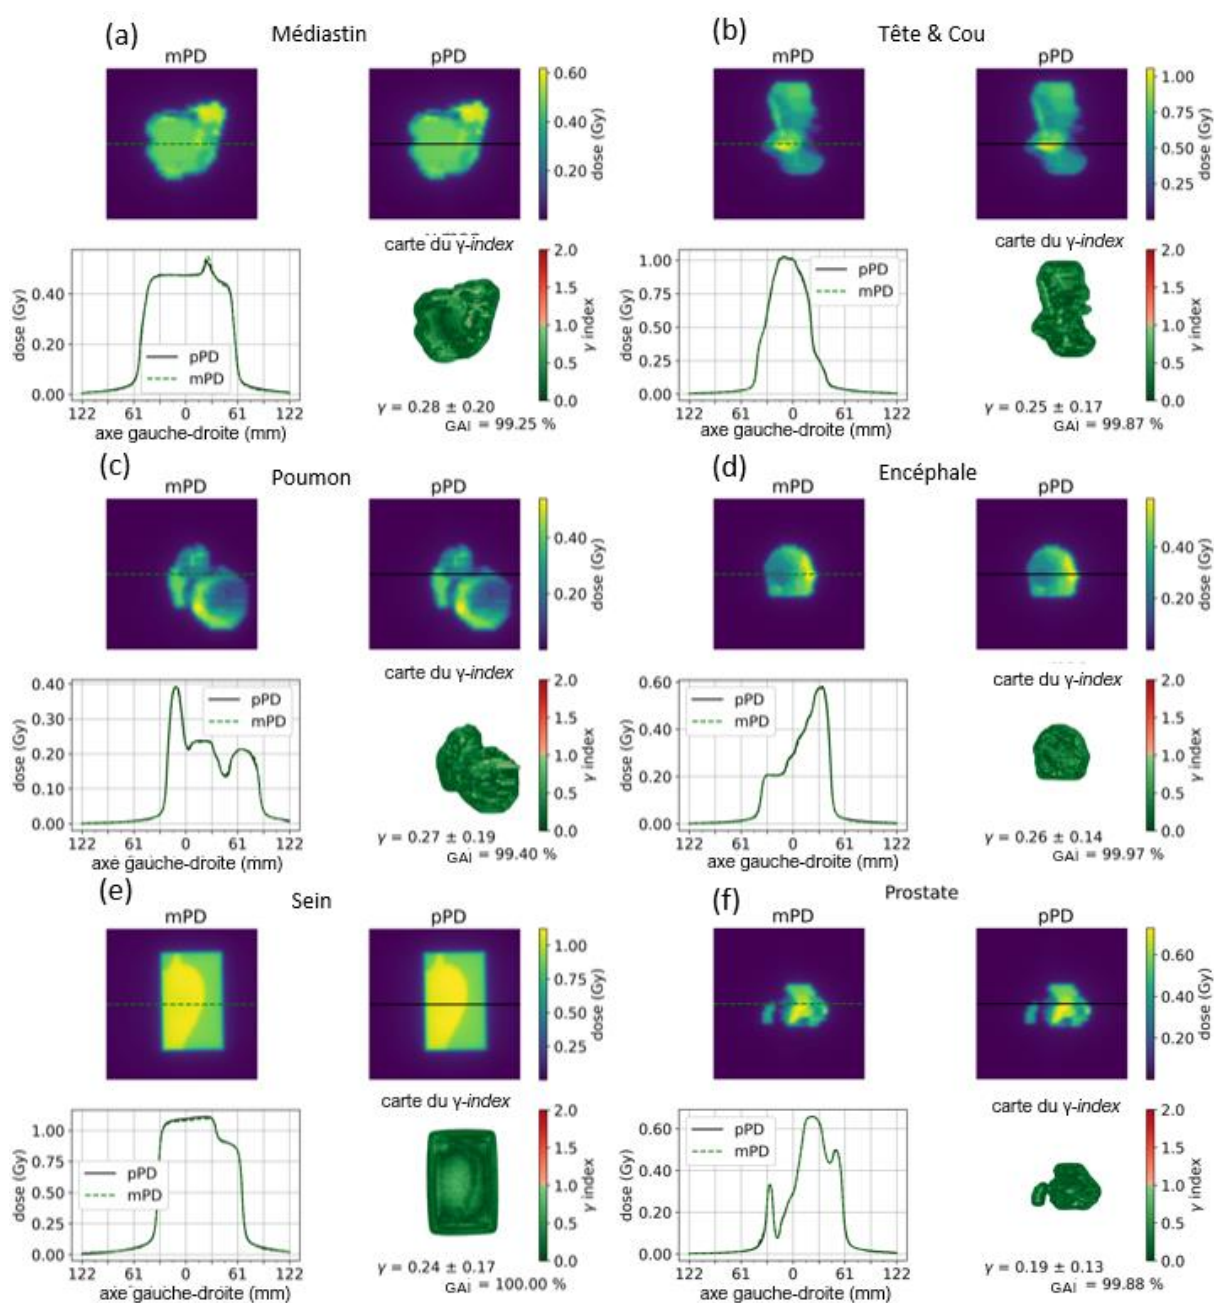 (a) Médiastin
mPD
pPD
0.60
0.40
0.20
dose (Gy)
carte du γ-index
0.40
0.20
0.00
dose (Gy)
pPD
mPD
122 61 0 61 122
axe gauche-droite (mm)
2.0
1.5
1.0
0.5
0.0
γ index
γ = 0.28 ± 0.20
GAI = 99.25 %
(b) Tête & Cou
mPD
pPD
1.00
0.75
0.50
0.25
dose (Gy)
carte du γ-index
1.00
0.75
0.50
0.25
0.00
dose (Gy)
pPD
mPD
122 61 0 61 122
axe gauche-droite (mm)
2.0
1.5
1.0
0.5
0.0
γ index
γ = 0.25 ± 0.17
GAI = 99.87 %
(c) Poumon
mPD
pPD
0.40
0.20
dose (Gy)
carte du γ-index
0.40
0.30
0.20
0.10
0.00
dose (Gy)
pPD
mPD
122 61 0 61 122
axe gauche-droite (mm)
2.0
1.5
1.0
0.5
0.0
γ index
γ = 0.27 ± 0.19
GAI = 99.40 %
(d) Encéphale
mPD
pPD
0.40
0.20
dose (Gy)
carte du γ-index
0.60
0.40
0.20
0.00
dose (Gy)
pPD
mPD
122 61 0 61 122
axe gauche-droite (mm)
2.0
1.5
1.0
0.5
0.0
γ index
γ = 0.26 ± 0.14
GAI = 99.97 %
(e) Sein
mPD
pPD
1.00
0.75
0.50
0.25
dose (Gy)
carte du γ-index
1.00
0.75
0.50
0.25
0.00
dose (Gy)
pPD
mPD
122 61 0 61 122
axe gauche-droite (mm)
2.0
1.5
1.0
0.5
0.0
γ index
γ = 0.24 ± 0.17
GAI = 100.00 %
(f) Prostate
mPD
pPD
0.60
0.40
0.20
dose (Gy)
carte du γ-index
0.60
0.40
0.20
0.00
dose (Gy)
pPD
mPD
122 61 0 61 122
axe gauche-droite (mm)
2.0
1.5
1.0
0.5
0.0
γ index
γ = 0.19 ± 0.13
GAI = 99.88 %